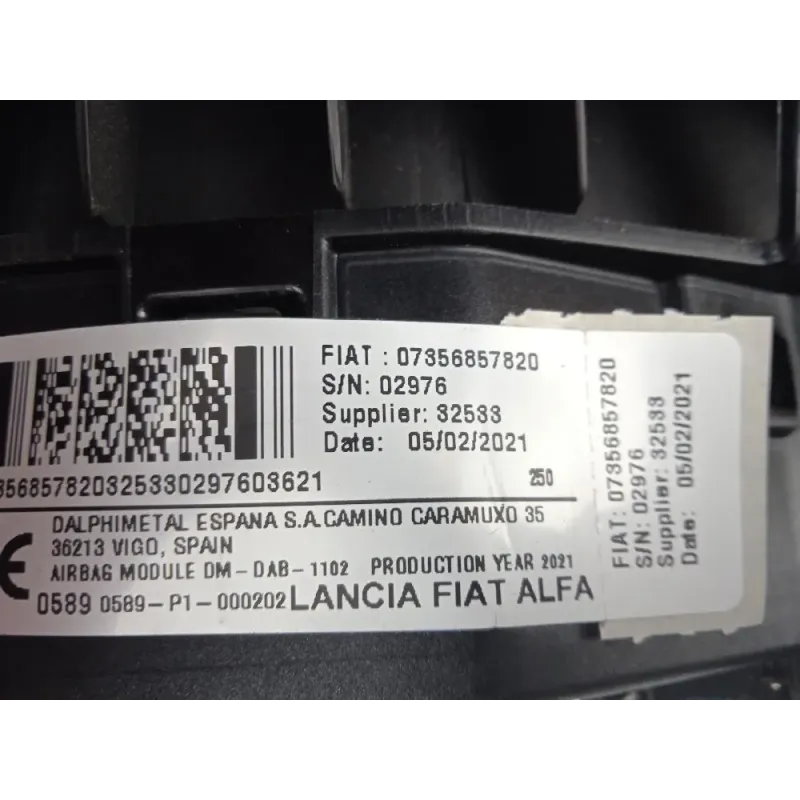 FIAT : 07356857820
S/N: 02976
Supplier: 32533
Date: 05/02/2021
356857820325330297603621
250
DALPHIMETAL ESPANA S.A.CAMINO CARAMUXO 35
36213 VIGO, SPAIN
AIRBAG MODULE DM-DAB-1102 PRODUCTION YEAR 2021
CE
0589 0589-P1-000202 LANCIA FIAT ALFA
FIAT: 07356857820
S/N: 02976
Supplier: 32533
Date: 05/02/2021